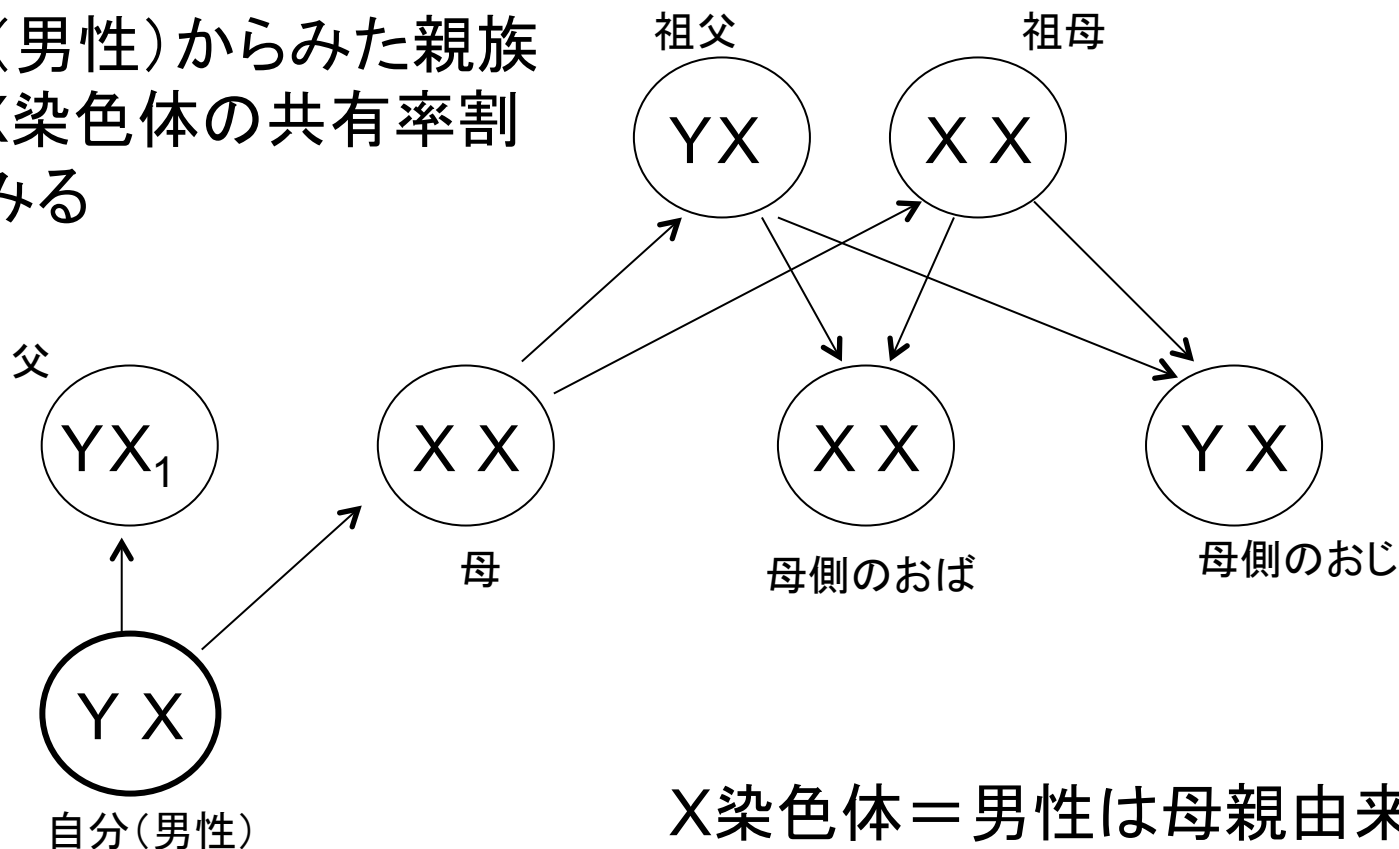 (男性)からみた親族
X染色体の共有率割
みる
祖父
祖母
YX
X X
父
YX₁
X X
X X
Y X
母
母側のおば
母側のおじ
Y X
自分(男性)
X染色体=男性は母親由来